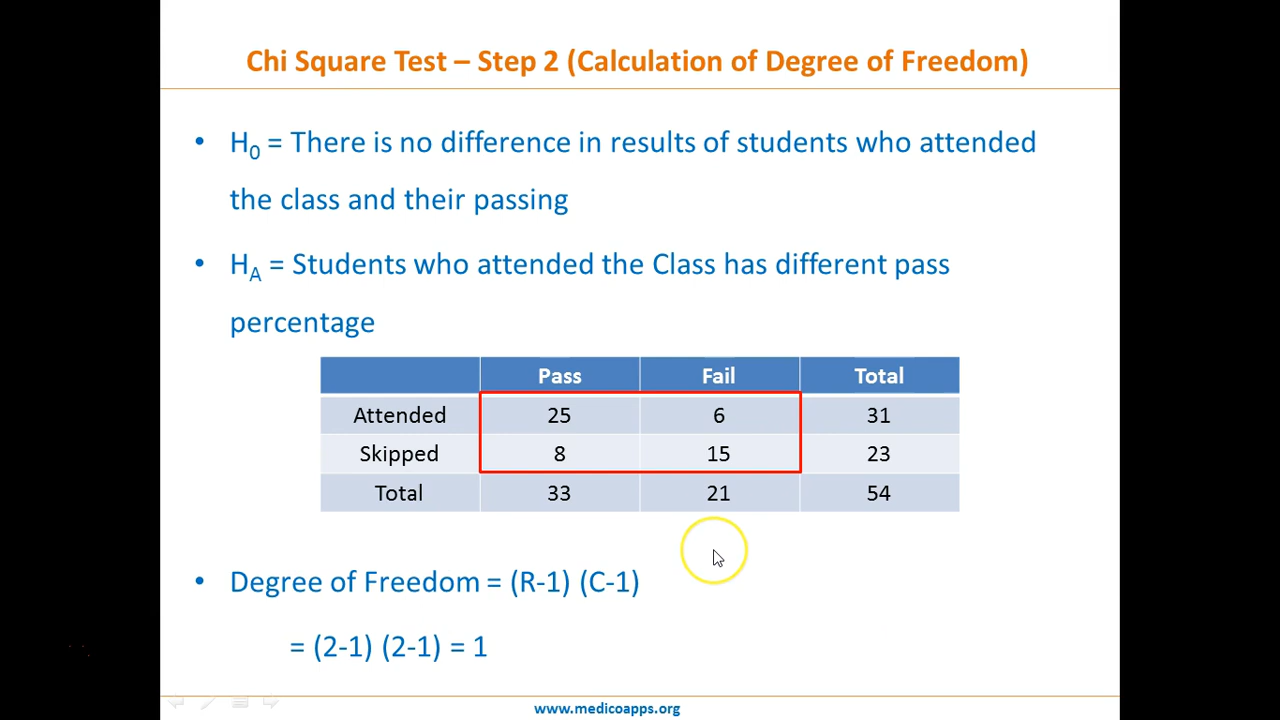 Chi Square Test – Step 2 (Calculation of Degree of Freedom)
• H₀ = There is no difference in results of students who attended
the class and their passing
• Hₐ = Students who attended the Class has different pass
percentage
Pass Fail Total
Attended 25 6 31
Skipped 8 15 23
Total 33 21 54
• Degree of Freedom = (R-1) (C-1)
= (2-1) (2-1) = 1
www.medicoapps.org